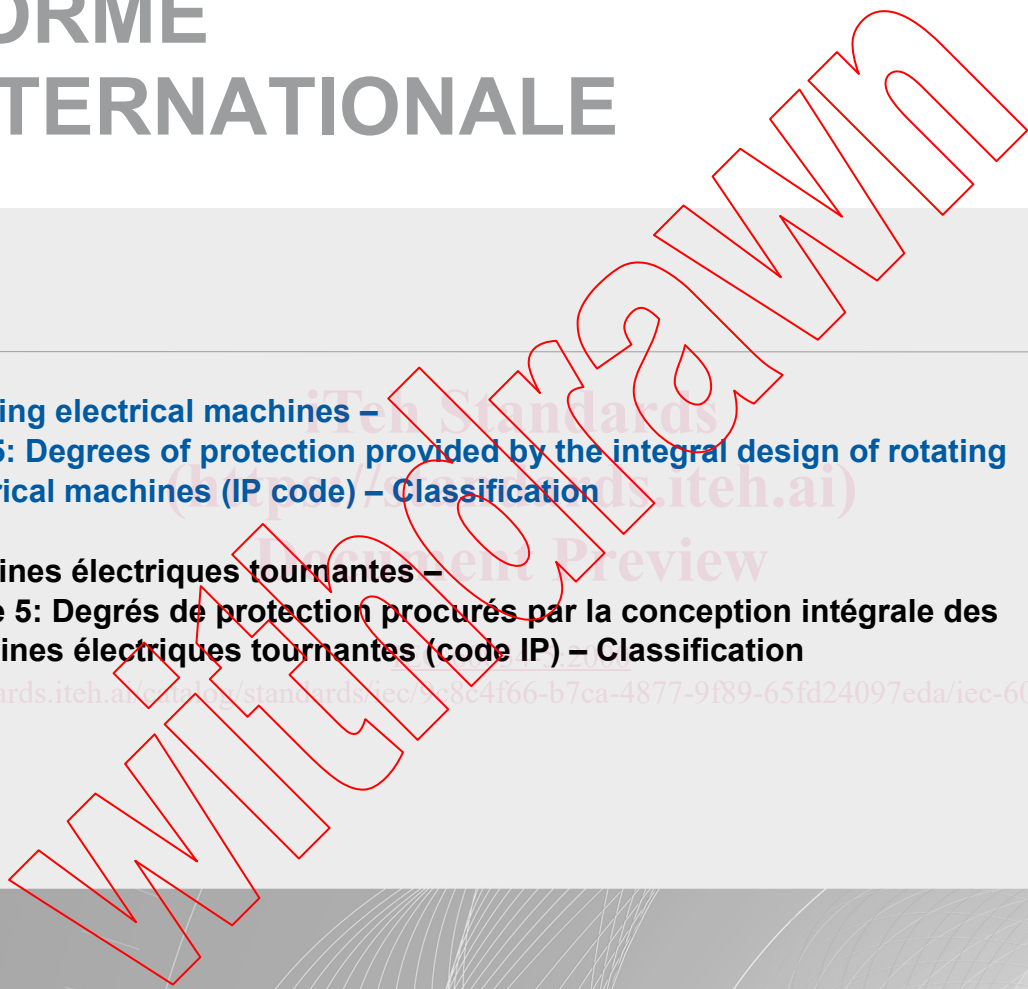 ORME
TERNATIONALE
ing electrical machines –
5: Degrees of protection provided by the integral design of rotating
rical machines (IP code) – Classification
ines électriques tournantes –
e 5: Degrés de protection procurés par la conception intégrale des
ines électriques tournantes (code IP) – Classification
iTeh Standards
(https://standards.iteh.ai)
Document Preview
ards.iteh.ai/catalog/standards/iec/9c8c4f66-b7ca-4877-9f89-65fd24097eda/iec-60
withdrawn